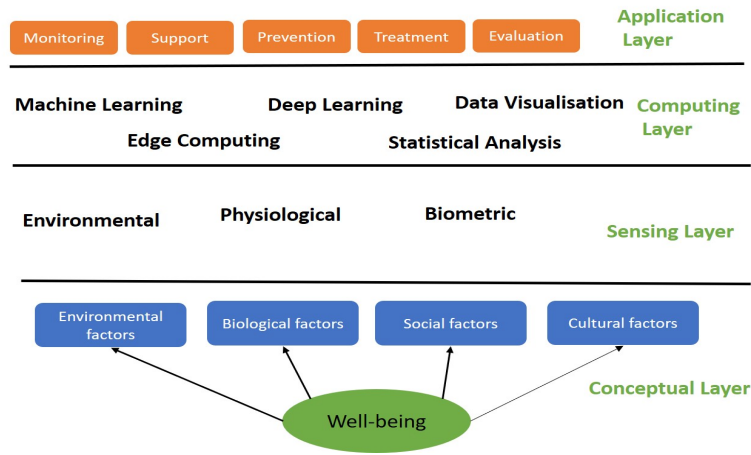 Monitoring
Support
Prevention
Treatment
Evaluation
Application
Layer
Machine Learning
Deep Learning
Data Visualisation
Computing
Layer
Edge Computing
Statistical Analysis
Environmental
Physiological
Biometric
Sensing Layer
Environmental
factors
Biological factors
Social factors
Cultural factors
Conceptual Layer
Well-being